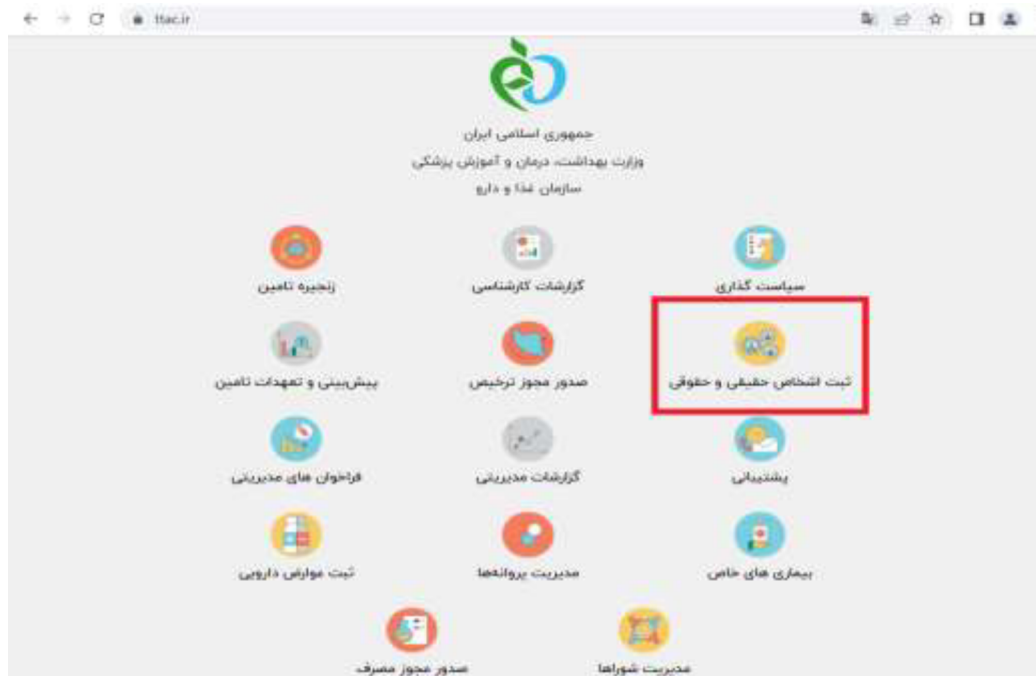 ttac.ir
جمهوری اسلامی ایران
وزارت بهداشت، درمان و آموزش پزشکی
سازمان غذا و دارو
سیاست گذاری
گزارشات کارشناسی
زنجیره تامین
ثبت اشخاص حقیقی و حقوقی
صدور مجوز ترخیص
پیش‌بینی و تعهدات تامین
پشتیبانی
گزارشات مدیریتی
فراخوان های مدیریتی
بیماری های خاص
مدیریت پروانه‌ها
ثبت عوارض دارویی
مدیریت شوراها
صدور مجوز مصرف